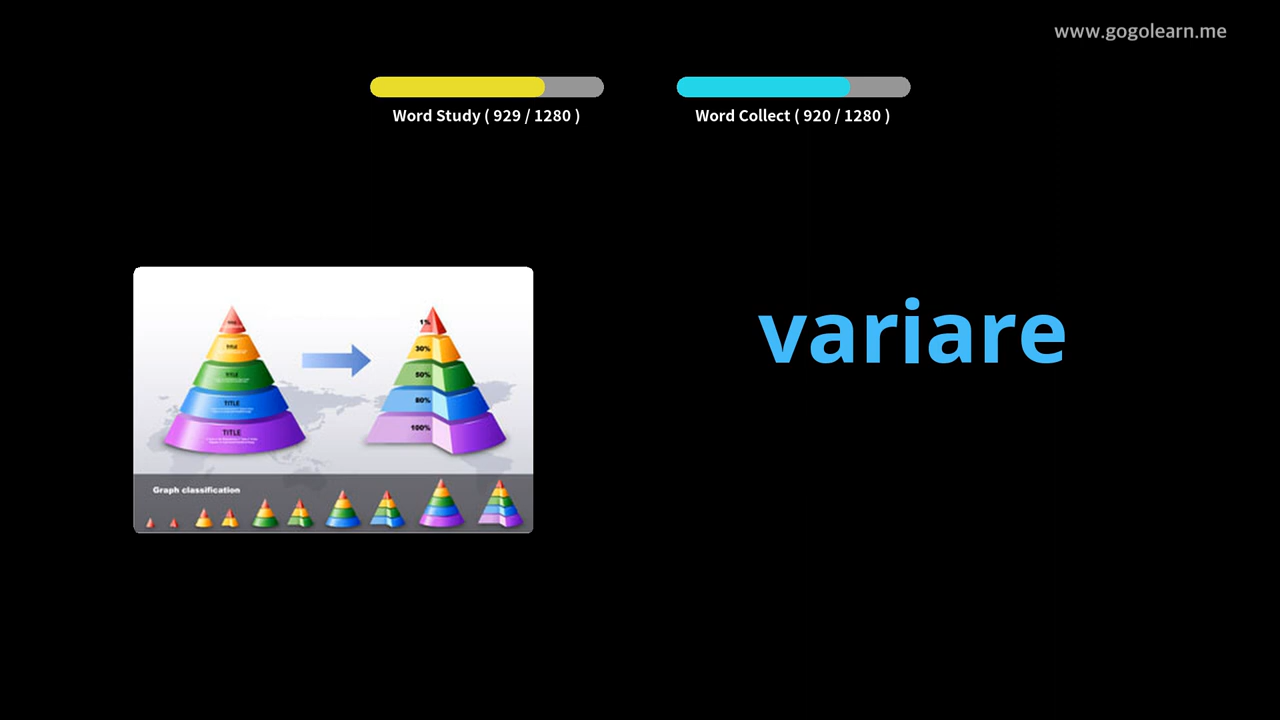 www.gogolearn.me
Word Study ( 929 / 1280 )
Word Collect ( 920 / 1280 )
variare
TITLE
TITLE
TITLE
TITLE
1%
30%
50%
80%
100%
Graph classification